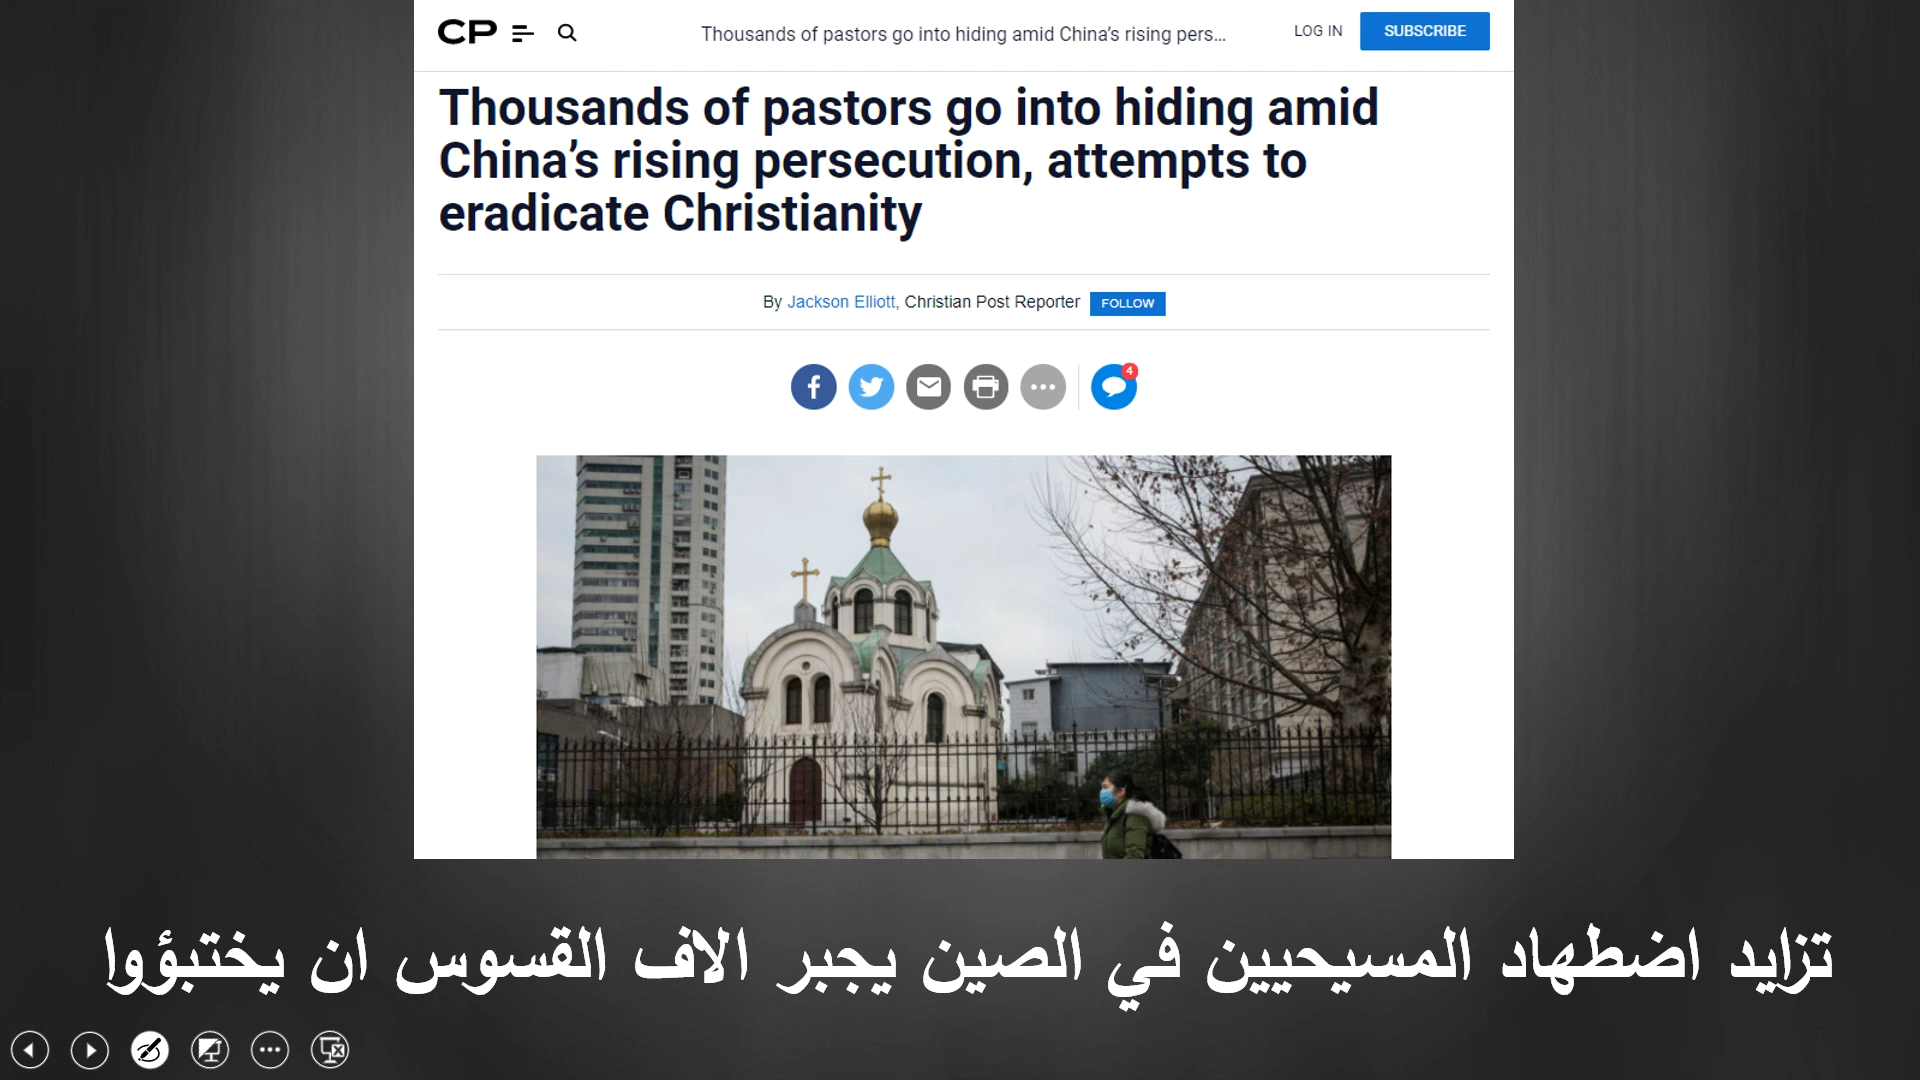 CP
Thousands of pastors go into hiding amid China’s rising pers...
LOG IN
SUBSCRIBE
Thousands of pastors go into hiding amid
China’s rising persecution, attempts to
eradicate Christianity
By Jackson Elliott, Christian Post Reporter
FOLLOW
4
تزايد اضطهاد المسيحيين في الصين يجبر الاف القسوس ان يختبؤوا